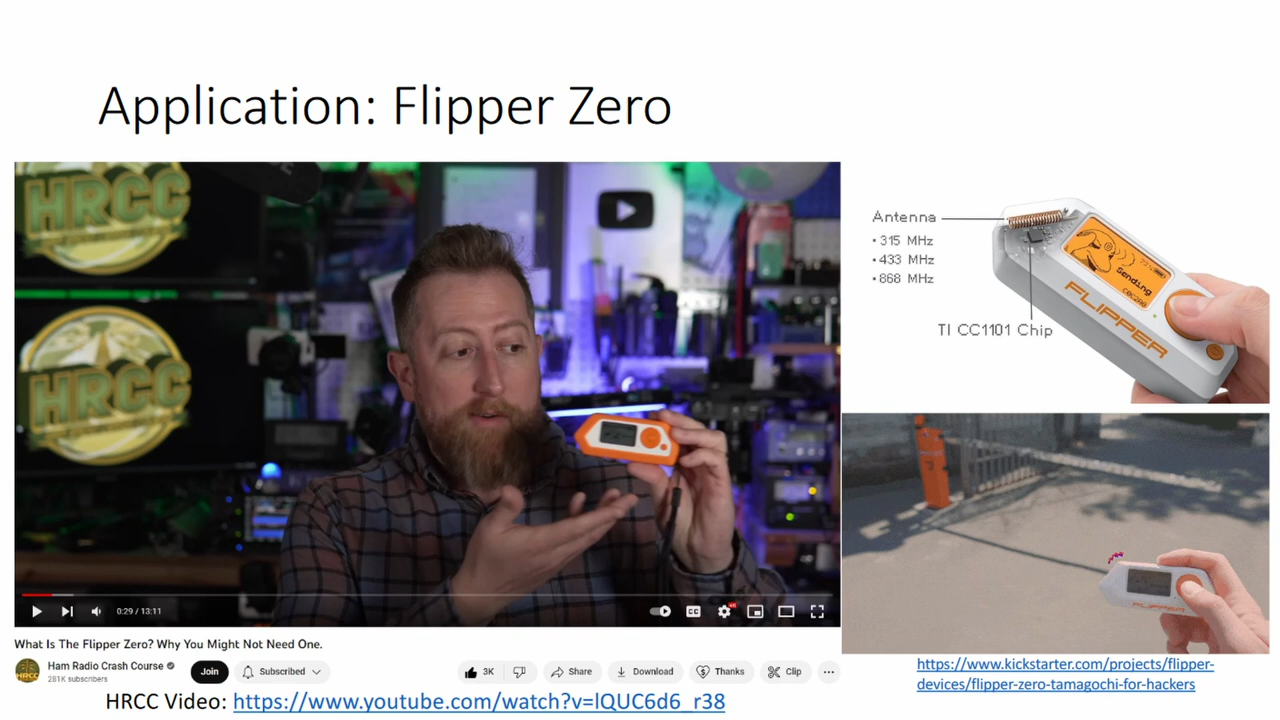 Application: Flipper Zero
HRCC
HRCC
0:29 / 13:11
CC
What Is The Flipper Zero? Why You Might Not Need One.
HRCC
Ham Radio Crash Course
281K subscribers
Join
Subscribed
3K
Share
Download
Thanks
Clip
HRCC Video: https://www.youtube.com/watch?v=lQUC6d6_r38
Antenna
• 315 MHz
• 433 MHz
• 868 MHz
TI CC1101 Chip
Sending
FLIPPER
FLIPPER
https://www.kickstarter.com/projects/flipper-
devices/flipper-zero-tamagochi-for-hackers